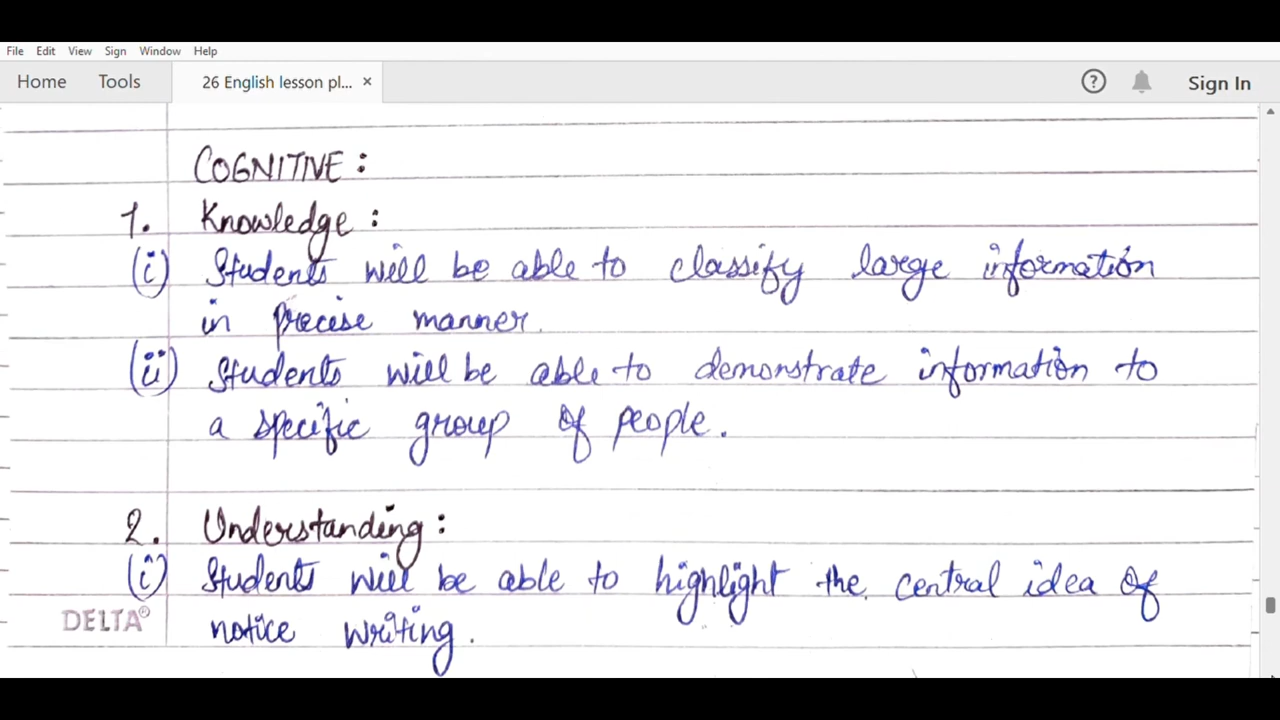 File Edit View Sign Window Help
Home Tools 26 English lesson pl... × ? Sign In
COGNITIVE :
1. Knowledge :
(i) Students will be able to classify large information
in precise manner.
(ii) Students will be able to demonstrate information to
a specific group of people.
2. Understanding :
(i) Students will be able to highlight the central idea of
DELTA®
notice writing.